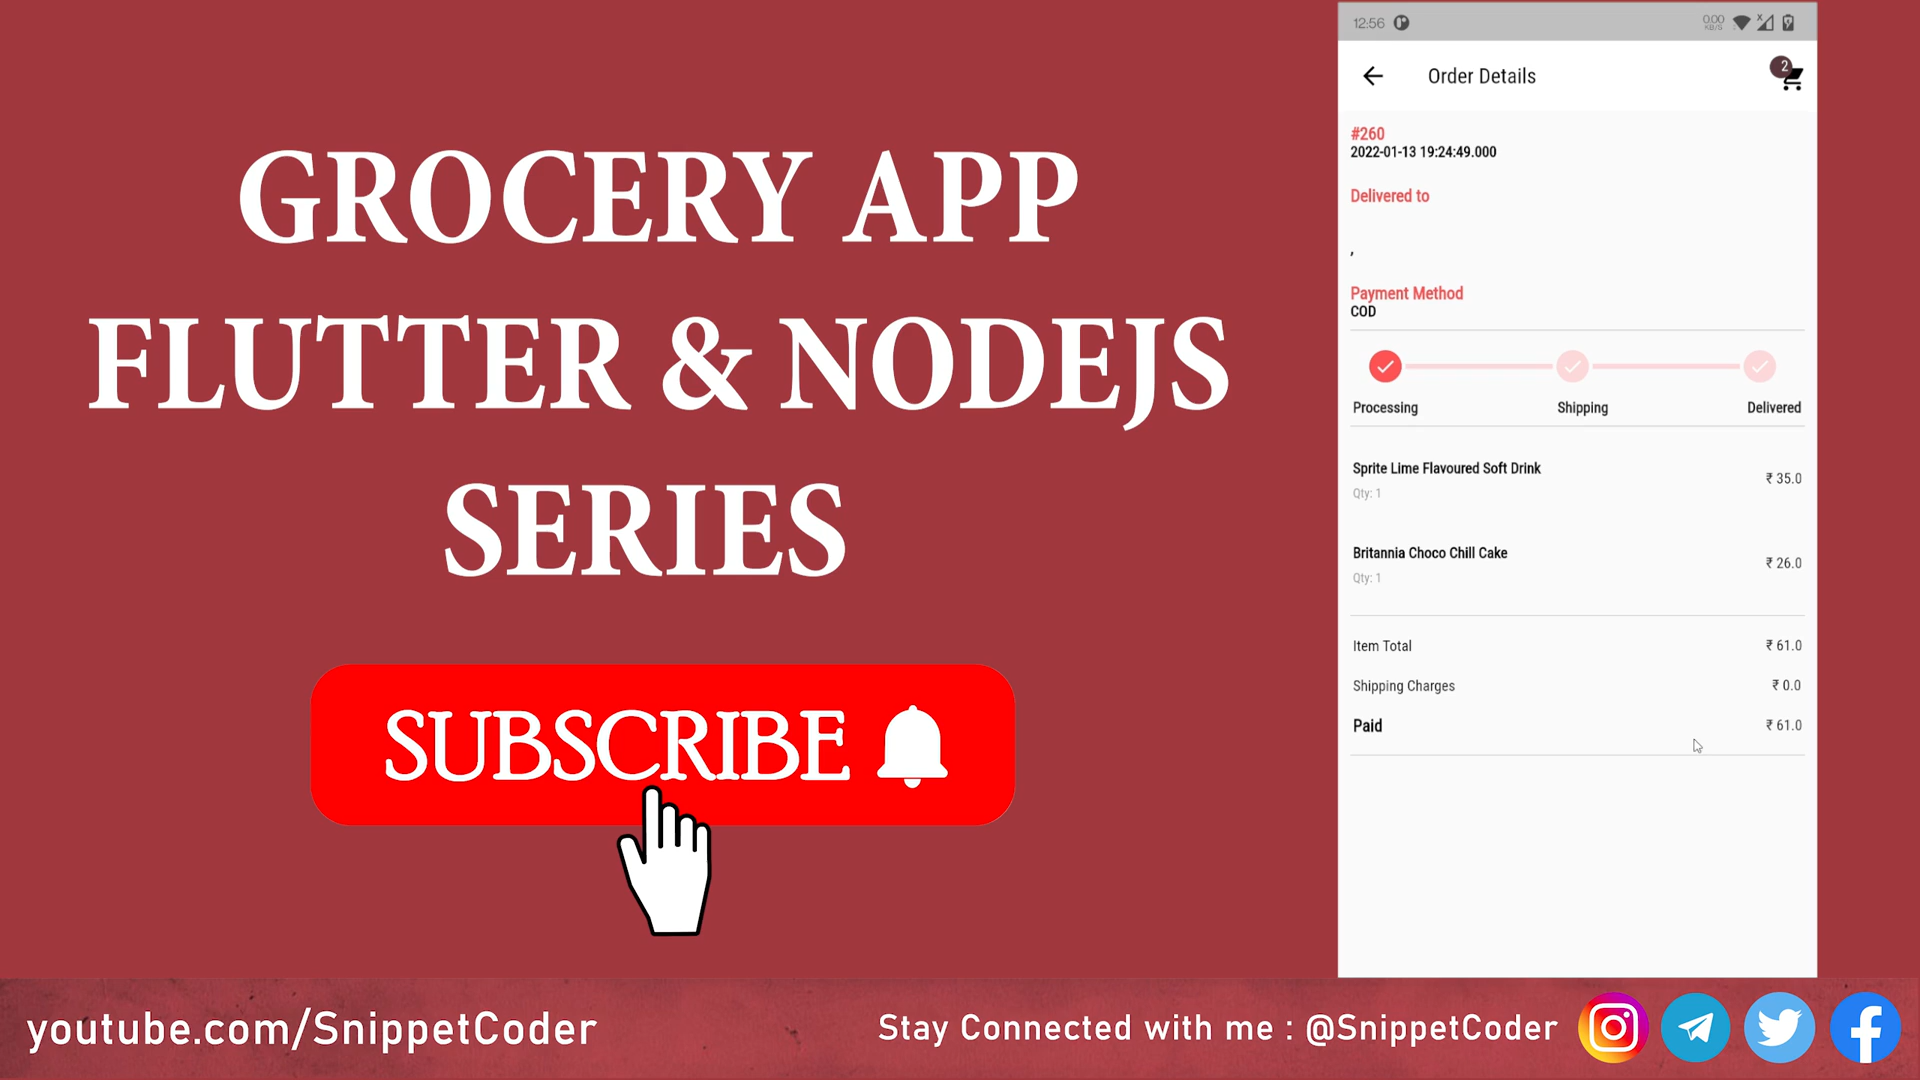 GROCERY APP
FLUTTER & NODEJS
SERIES
SUBSCRIBE
12:56
0.00
KB/S
X
Order Details
2
#260
2022-01-13 19:24:49.000
Delivered to
,
Payment Method
COD
Processing Shipping Delivered
Sprite Lime Flavoured Soft Drink
₹ 35.0
Qty: 1
Britannia Choco Chill Cake
₹ 26.0
Qty: 1
Item Total ₹ 61.0
Shipping Charges ₹ 0.0
Paid ₹ 61.0
youtube.com/SnippetCoder
Stay Connected with me : @SnippetCoder